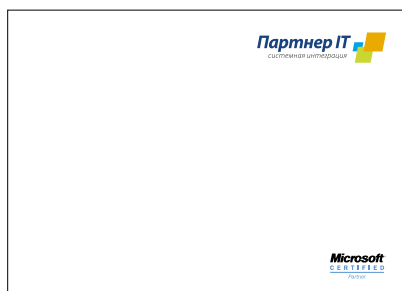 Партнер IT
системная интеграция
Microsoft
CERTIFIED
Partner